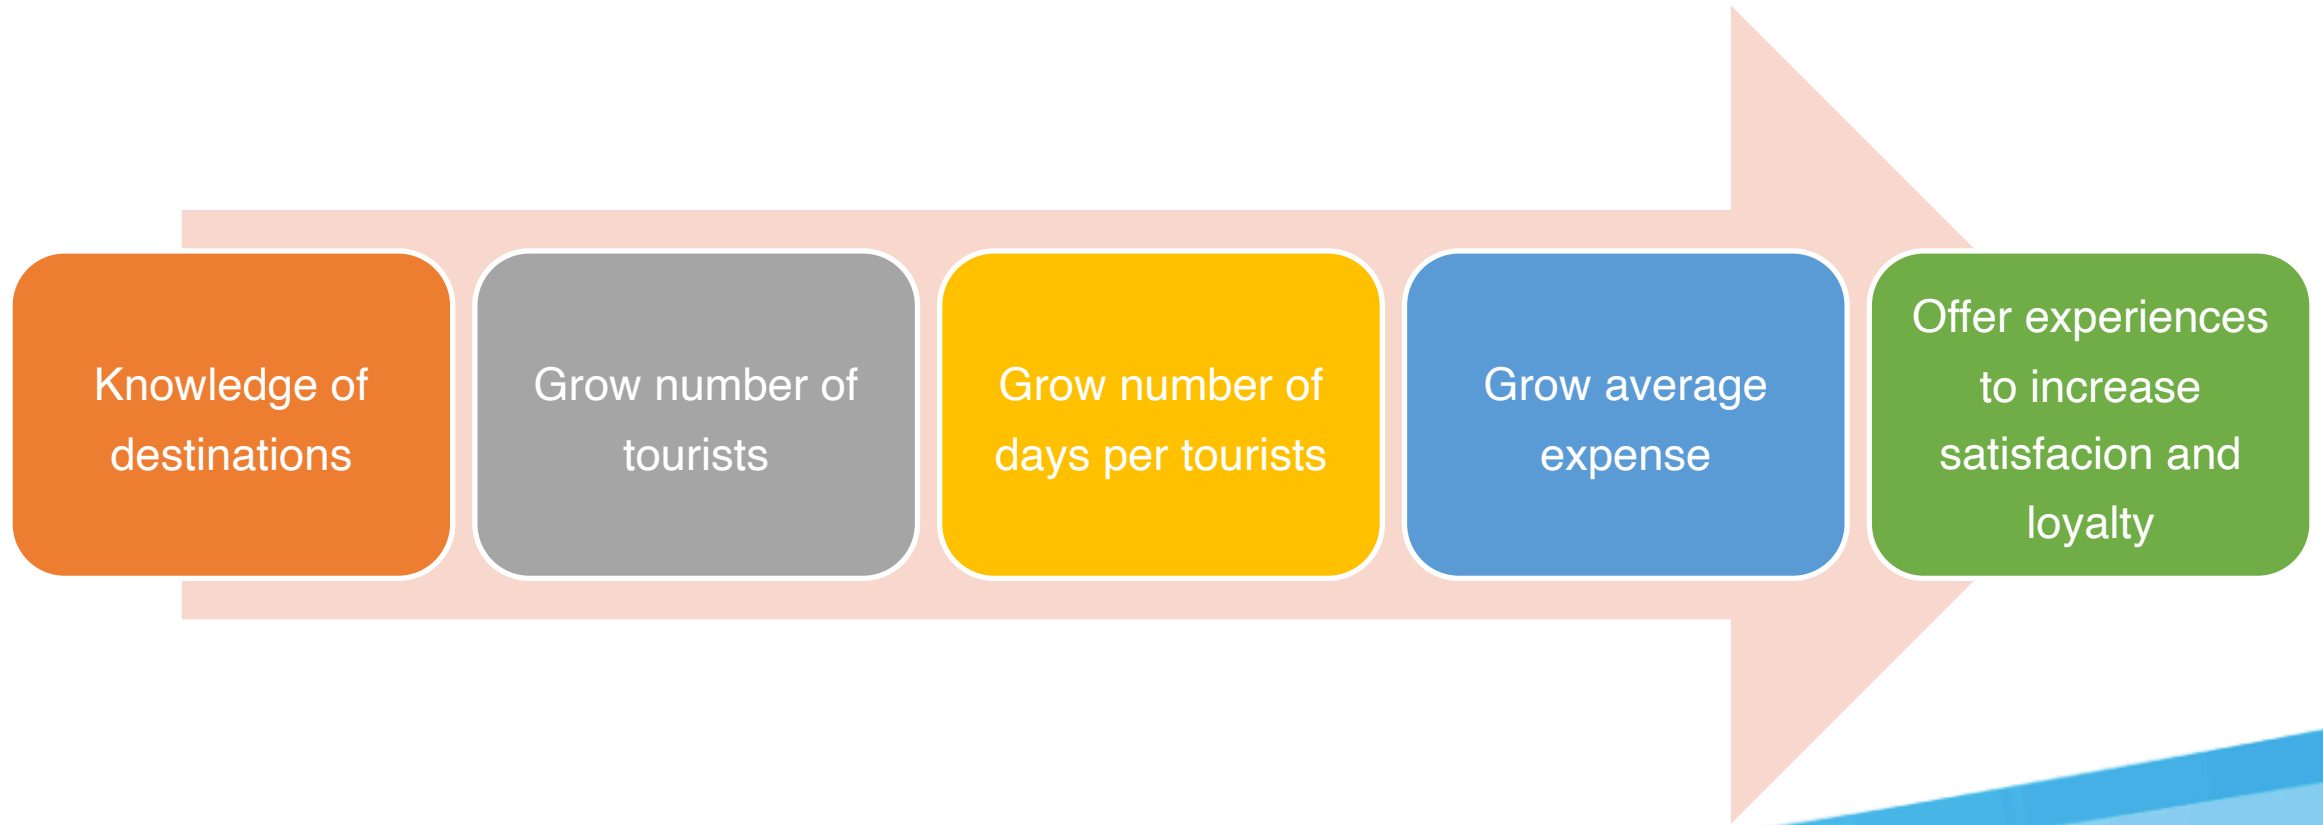 Knowledge of
destinations
Grow number of
tourists
Grow number of
days per tourists
Grow average
expense
Offer experiences
to increase
satisfacion and
loyalty